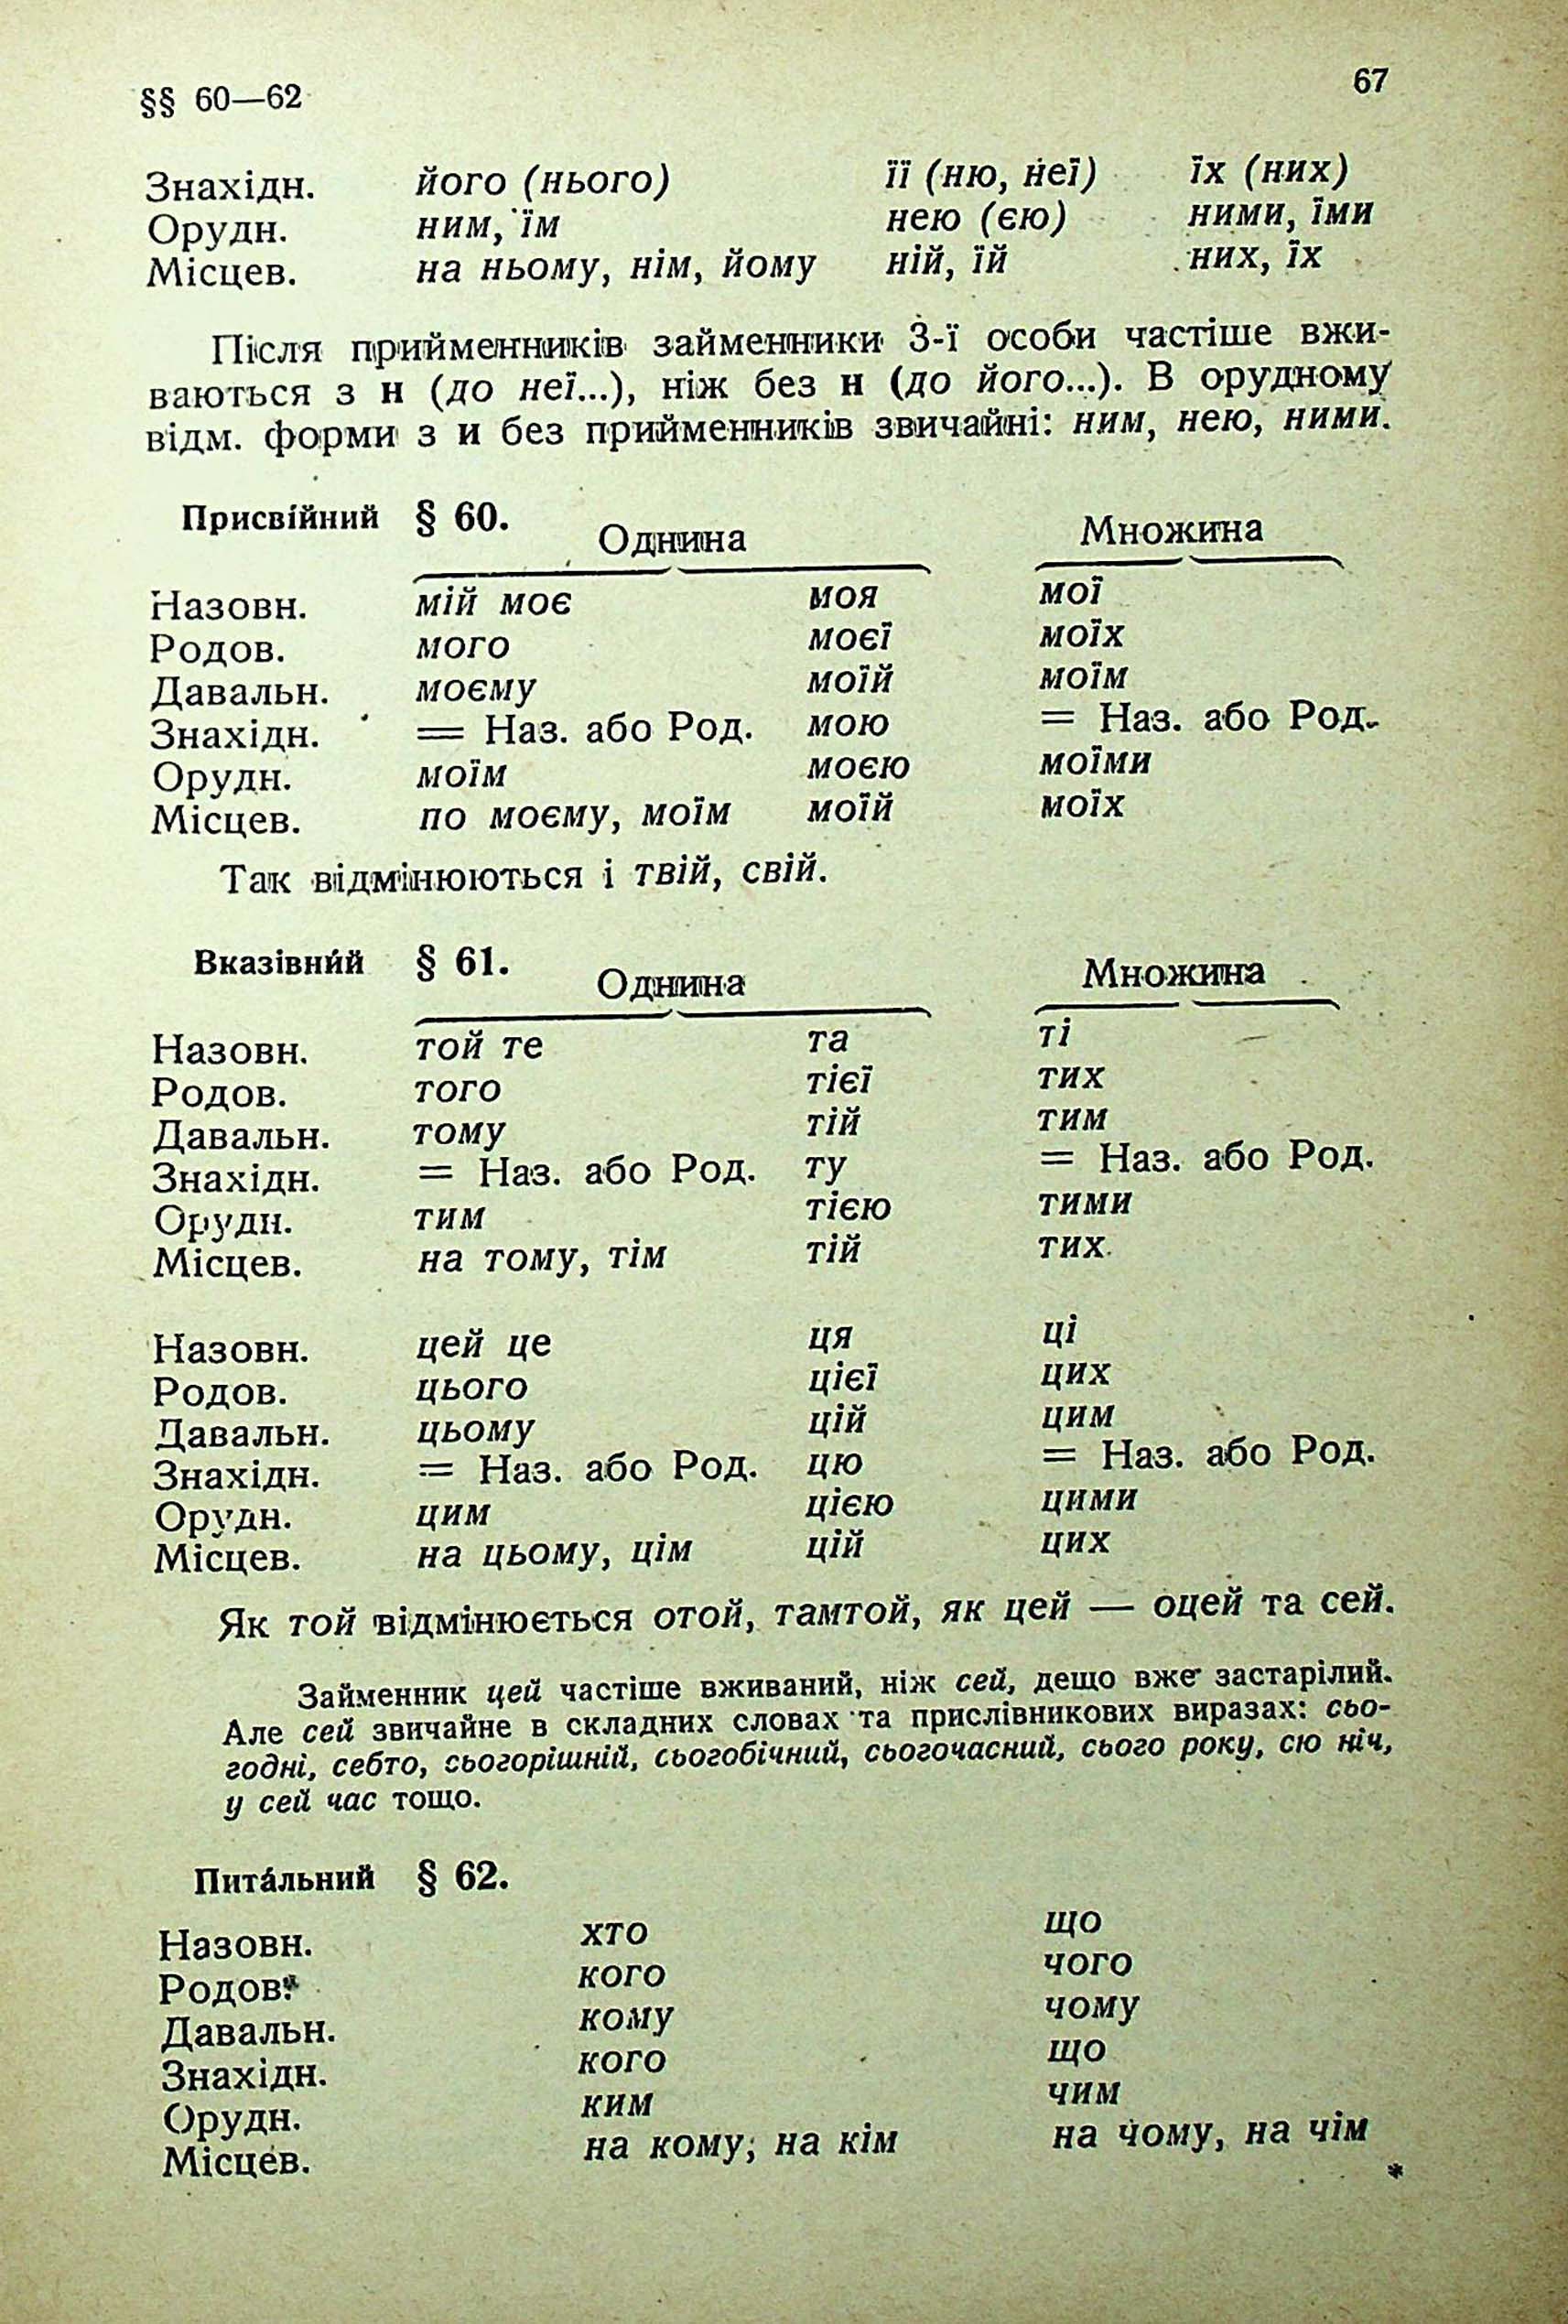 §§ 60—62 67
Знахідн. його (нього) її (ню, неї) їх (них)
Орудн. ним, їм нею (єю) ними, їми
Місцев. на ньому, нім, йому ній, їй них, їх
Після прийменників займенники 3-ї особи частіше вжи-
ваються з н (до неї...), ніж без н (до його...). В орудному
відм. форми з и без прийменників звичайні: ним, нею, ними.
Присвійний § 60.
Однина Множина
Назовн. мій моє моя мої
Родов. мого моєї моїх
Давальн. моєму моїй моїм
Знахідн. = Наз. або Род. мою = Наз. або Род.
Орудн. моїм моєю моїми
Місцев. по моєму, моїм моїй моїх
Так відмінюються і твій, свій.
Вказівний § 61.
Однина Множина
Назовн. той те та ті
Родов. того тієї тих
Давальн. тому тій тим
Знахідн. = Наз. або Род. ту = Наз. або Род.
Орудн. тим тією тими
Місцев. на тому, тім тій тих.
Назовн. цей це ця ці
Родов. цього цієї цих
Давальн. цьому цій цим
Знахідн. = Наз. або Род. цю = Наз. або Род.
Орудн. цим цією цими
Місцев. на цьому, цім цій цих
Як той відмінюється отой, тамтой, як цей — оцей та сей.
Займенник цей частіше вживаний, ніж сей, дещо вже застарілий.
Але сей звичайне в складних словах та прислівникових виразах: сьо-
годні, себто, сьогорішній, сьогобічний, сьогочасний, сього року, сю ніч,
у сей час тощо.
Пита́льний § 62.
Назовн. хто що
Родов. кого чого
Давальн. кому чому
Знахідн. кого що
Орудн. ким чим
Місцев. на кому, на кім на чому, на чім
*